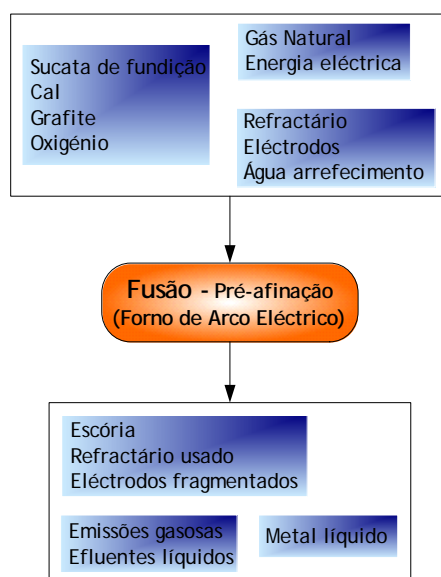 Sucata de fundição
Cal
Grafite
Oxigénio
Gás Natural
Energia eléctrica
Refractário
Eléctrodos
Água arrefecimento
Fusão - Pré-afinação
(Forno de Arco Eléctrico)
Escória
Refractário usado
Eléctrodos fragmentados
Emissões gasosas
Efluentes líquidos
Metal líquido